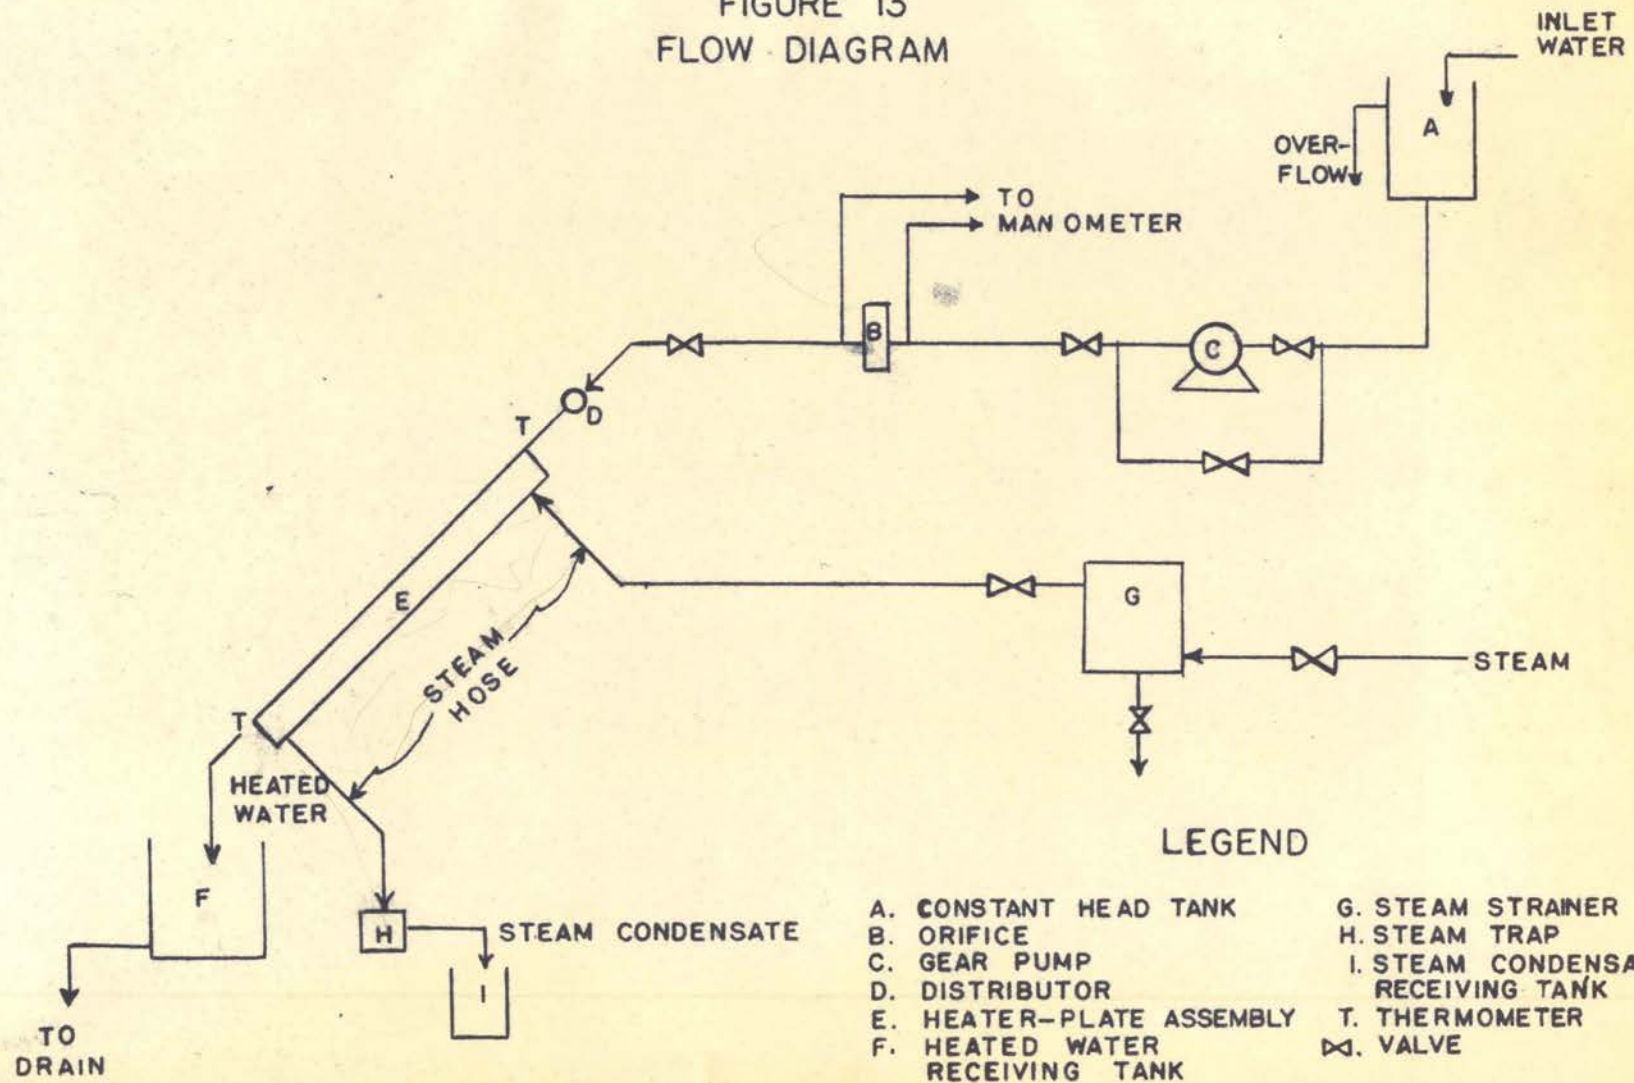 FIGURE 13
FLOW DIAGRAM
INLET
WATER
A
OVER-
FLOW
TO
MANOMETER
B
C
D
T
E
G
STEAM
STEAM
HOSE
T
HEATED
WATER
F
H
STEAM CONDENSATE
I
TO
DRAIN
LEGEND
A. CONSTANT HEAD TANK
B. ORIFICE
C. GEAR PUMP
D. DISTRIBUTOR
E. HEATER-PLATE ASSEMBLY
F. HEATED WATER
RECEIVING TANK
G. STEAM STRAINER
H. STEAM TRAP
I. STEAM CONDENSA
RECEIVING TANK
T. THERMOMETER
⋈. VALVE